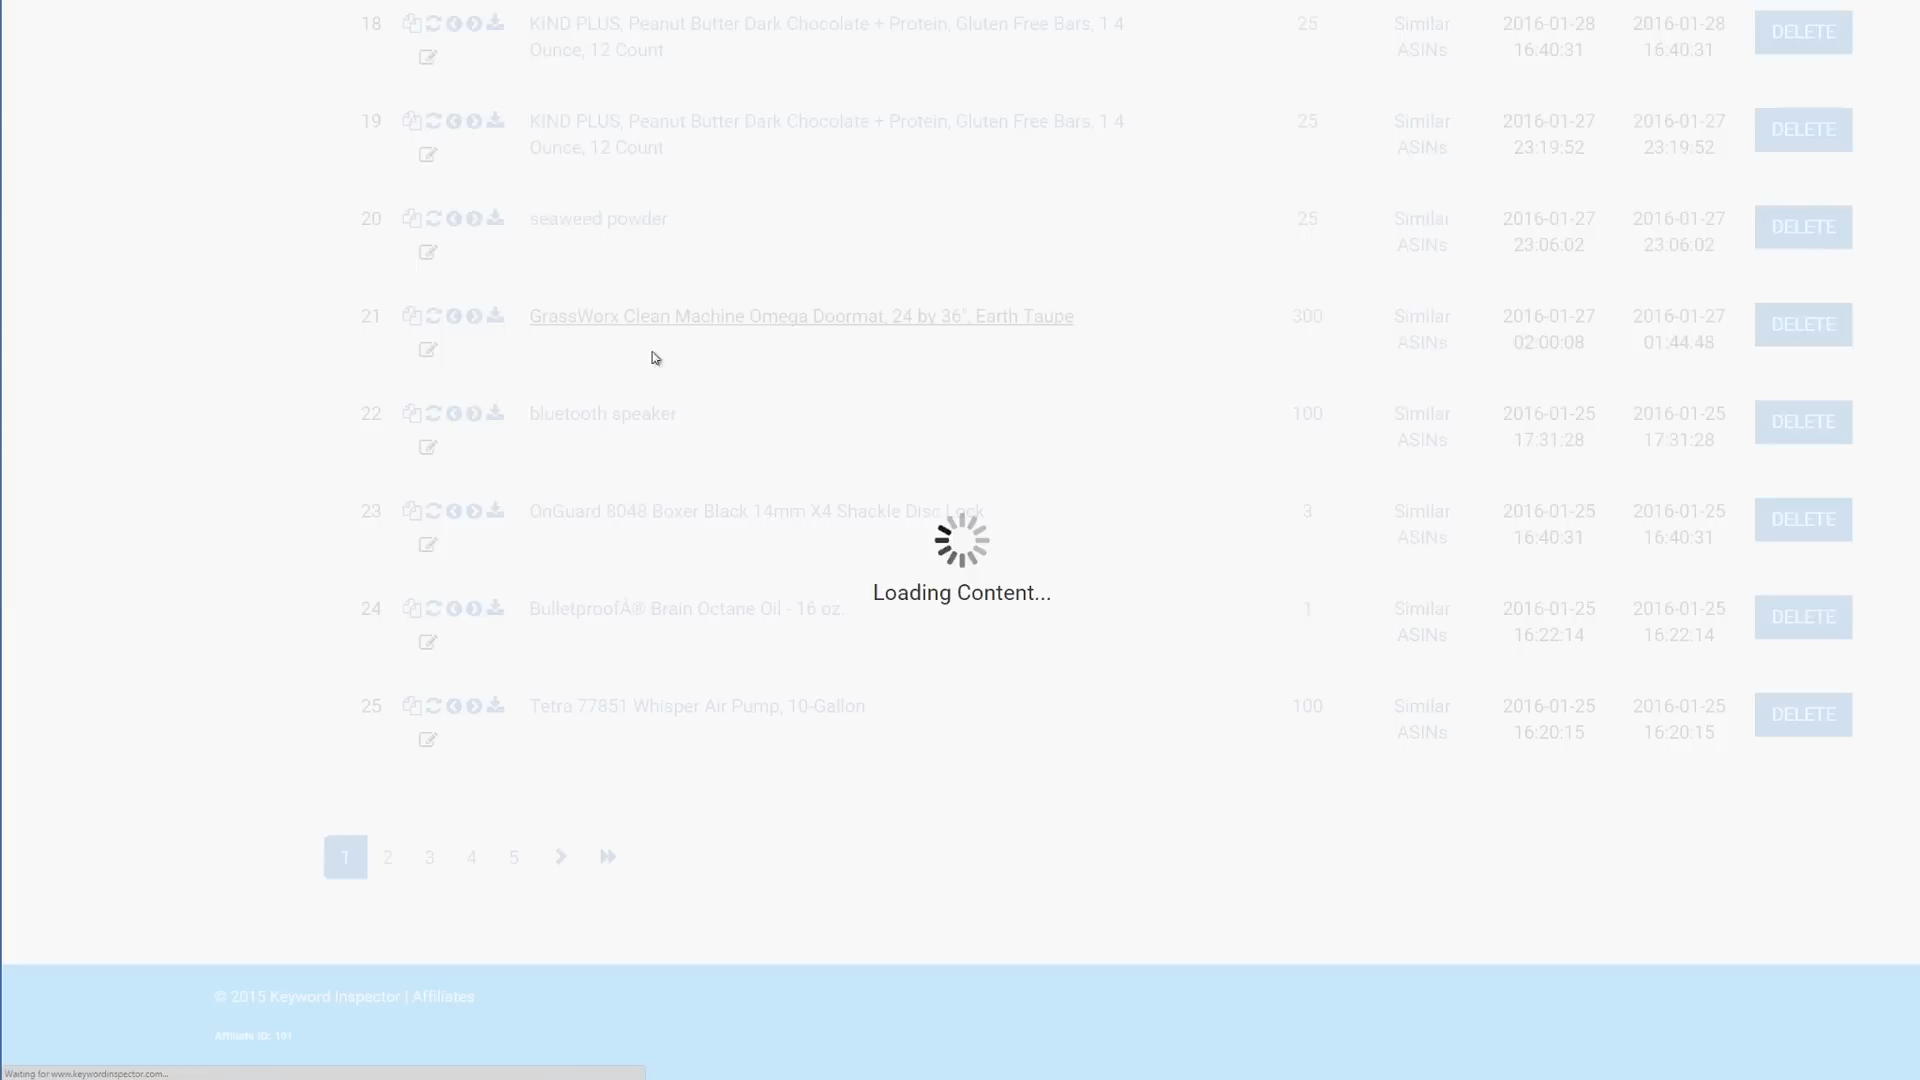 18 KIND PLUS, Peanut Butter Dark Chocolate + Protein, Gluten Free Bars, 1 4 25 Similar 2016-01-28 2016-01-28 DELETE
Ounce, 12 Count ASINs 16:40:31 16:40:31
19 KIND PLUS, Peanut Butter Dark Chocolate + Protein, Gluten Free Bars, 1 4 25 Similar 2016-01-27 2016-01-27 DELETE
Ounce, 12 Count ASINs 23:19:52 23:19:52
20 seaweed powder 25 Similar 2016-01-27 2016-01-27 DELETE
ASINs 23:06:02 23:06:02
21 GrassWorx Clean Machine Omega Doormat, 24 by 36", Earth Taupe 300 Similar 2016-01-27 2016-01-27 DELETE
ASINs 02:00:08 01:44:48
22 bluetooth speaker 100 Similar 2016-01-25 2016-01-25 DELETE
ASINs 17:31:28 17:31:28
23 OnGuard 8048 Boxer Black 14mm X4 Shackle Disc Lock 3 Similar 2016-01-25 2016-01-25 DELETE
ASINs 16:40:31 16:40:31
Loading Content...
24 BulletproofÂ® Brain Octane Oil - 16 oz. 1 Similar 2016-01-25 2016-01-25 DELETE
ASINs 16:22:14 16:22:14
25 Tetra 77851 Whisper Air Pump, 10-Gallon 100 Similar 2016-01-25 2016-01-25 DELETE
ASINs 16:20:15 16:20:15
1 2 3 4 5
© 2015 Keyword Inspector | Affiliates
Affiliate ID: 101
Waiting for www.keywordinspector.com...